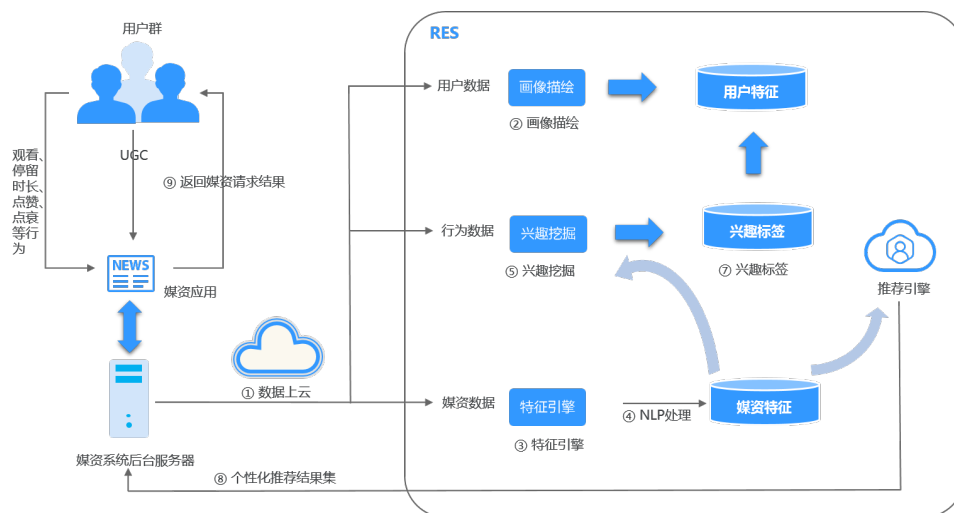 用户群
RES
用户数据
画像描绘
用户特征
② 画像描绘
观看、
停留
时长、
点赞、
点衰
等行
为
UGC
⑨ 返回媒资请求结果
行为数据
兴趣挖掘
兴趣标签
⑤ 兴趣挖掘
⑦ 兴趣标签
NEWS
媒资应用
推荐引擎
① 数据上云
媒资数据
特征引擎
④ NLP处理
媒资特征
③ 特征引擎
媒资系统后台服务器
⑧ 个性化推荐结果集